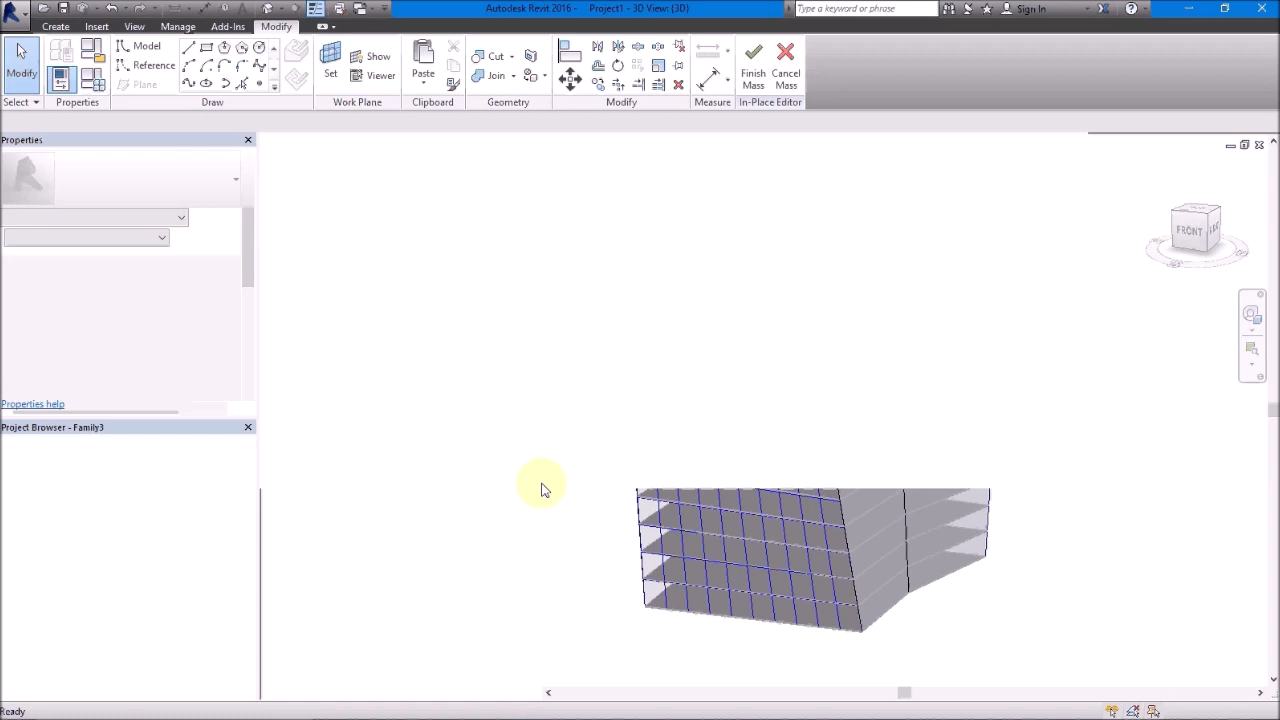 Autodesk Revit 2016 - Project1 - 3D View: {3D}
Type a keyword or phrase
Sign In
Create Insert View Manage Add-Ins Modify
Modify
Model
Reference
Plane
Set
Show
Viewer
Paste
Cut
Join
Finish Mass
Cancel Mass
Select Properties Draw Work Plane Clipboard Geometry Modify Measure In-Place Editor
Properties
FRONT
Properties help
Project Browser - Family3
Ready